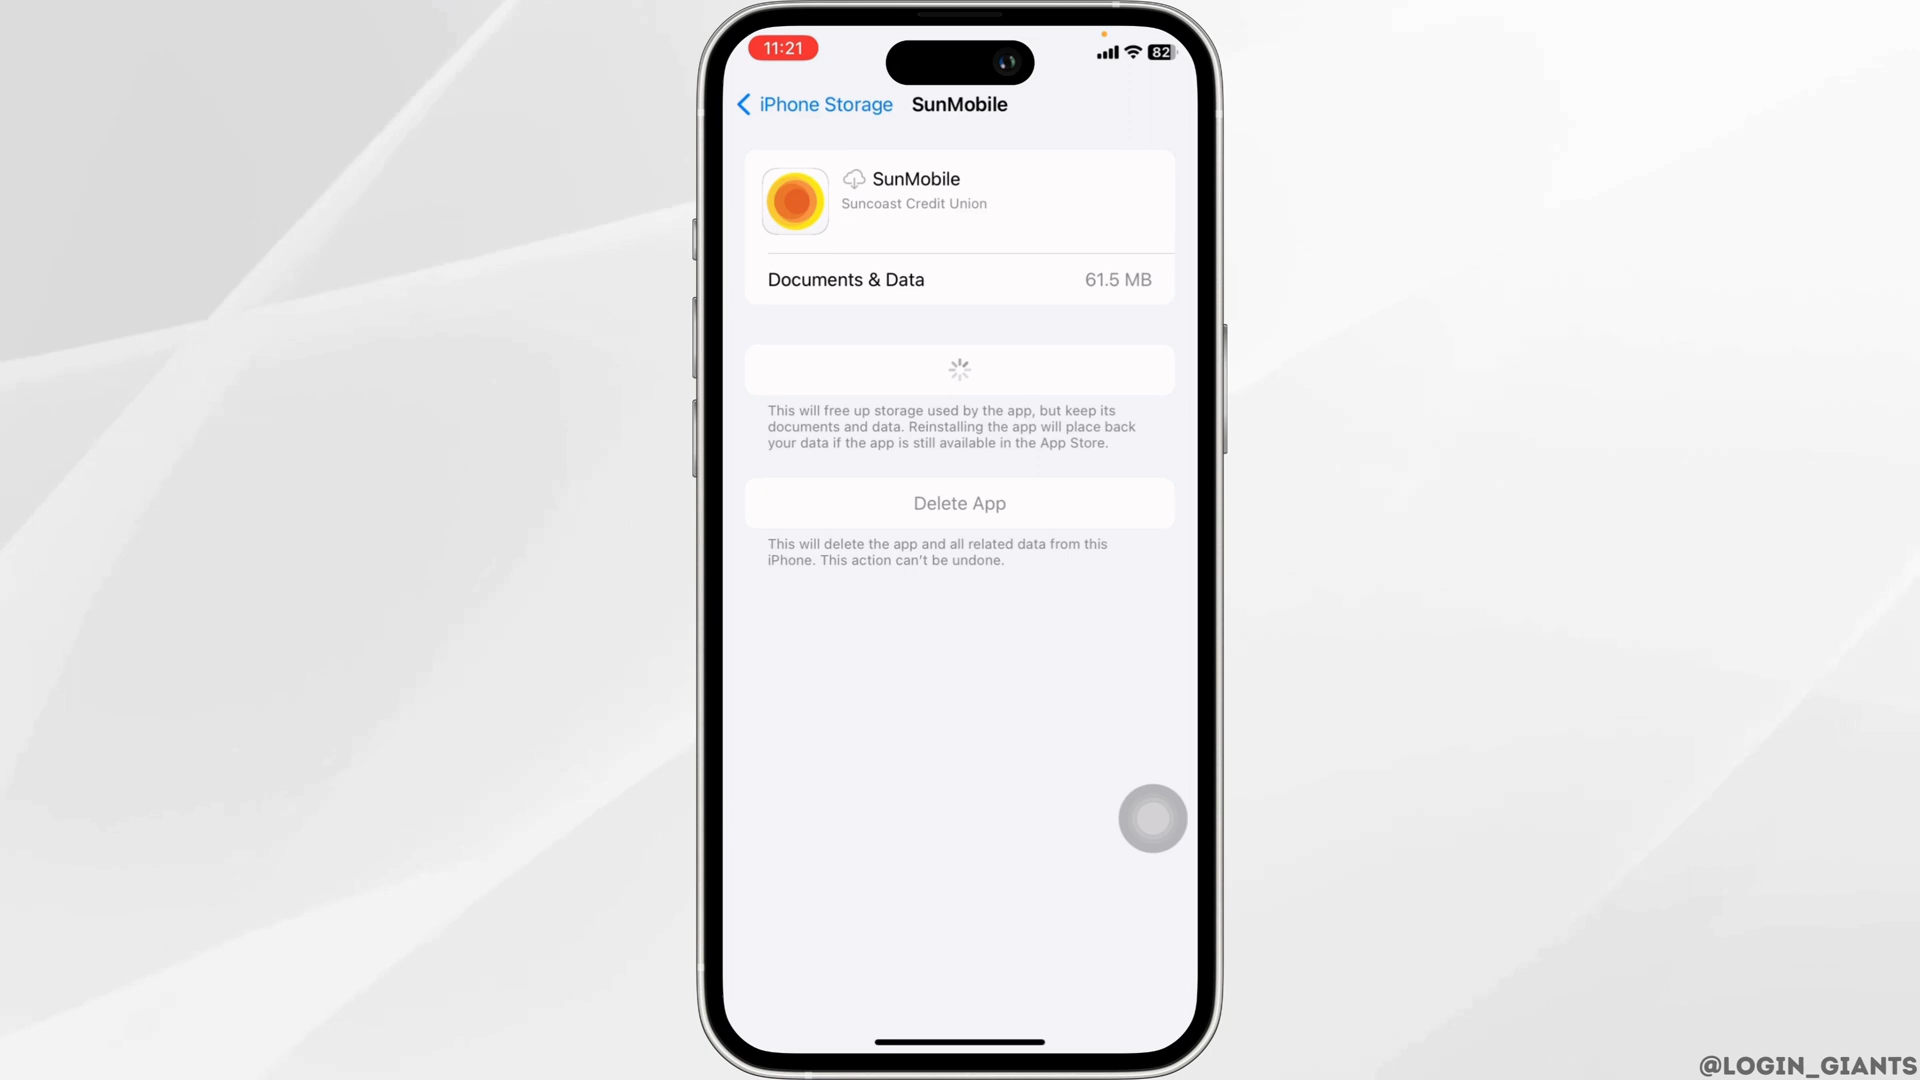 11:21
82
iPhone Storage SunMobile
SunMobile
Suncoast Credit Union
Documents & Data 61.5 MB
This will free up storage used by the app, but keep its
documents and data. Reinstalling the app will place back
your data if the app is still available in the App Store.
Delete App
This will delete the app and all related data from this
iPhone. This action can't be undone.
@LOGIN_GIANTS